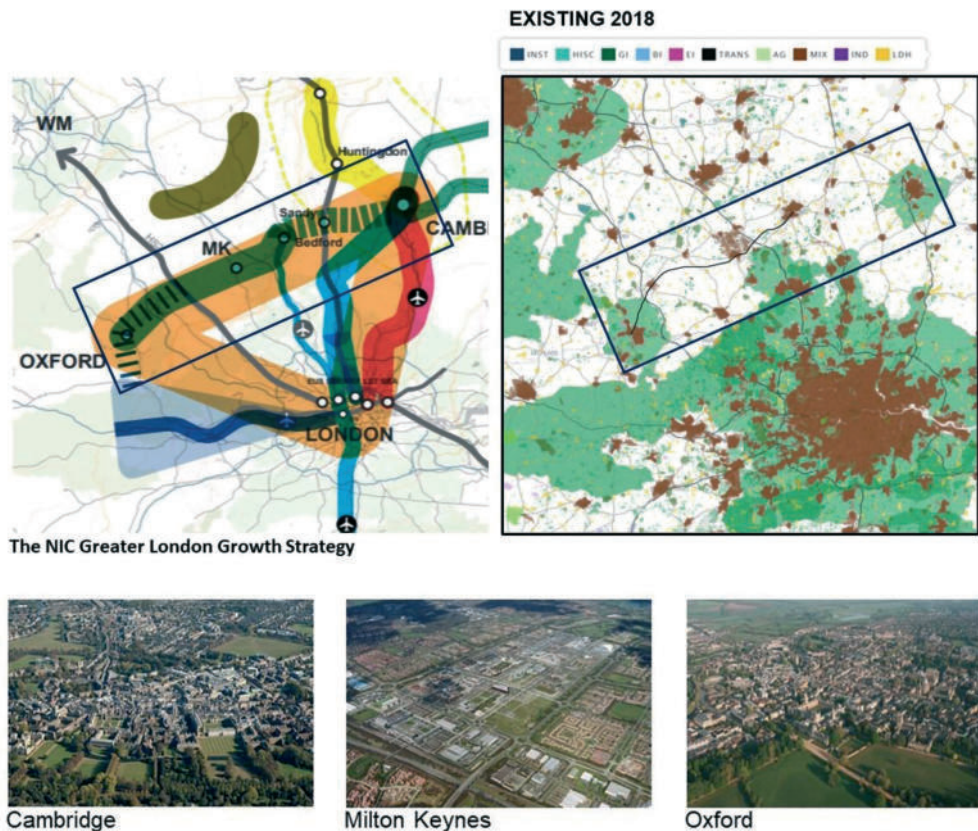 EXISTING 2018
INST HISC GI BI EI TRANS AG MIX IND LDH
WM
Huntingdon
Sandy
CAMB
MK
Bedford
OXFORD
LONDON
The NIC Greater London Growth Strategy
Cambridge
Milton Keynes
Oxford